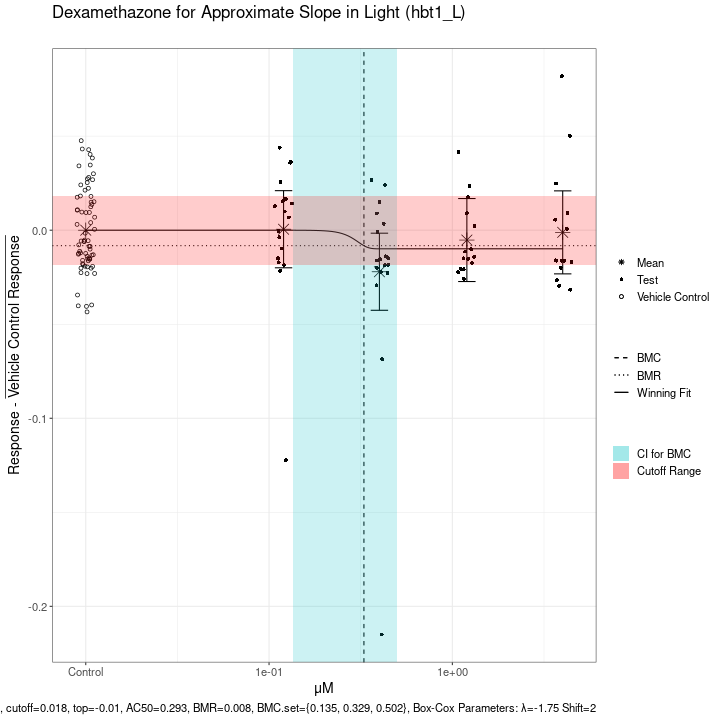 Dexamethazone for Approximate Slope in Light (hbt1_L)
Response - Vehicle Control Response
0.0
-0.1
-0.2
Control
1e-01
1e+00
μM
Mean
Test
Vehicle Control
BMC
BMR
Winning Fit
CI for BMC
Cutoff Range
, cutoff=0.018, top=-0.01, AC50=0.293, BMR=0.008, BMC.set={0.135, 0.329, 0.502}, Box-Cox Parameters: λ=-1.75 Shift=2